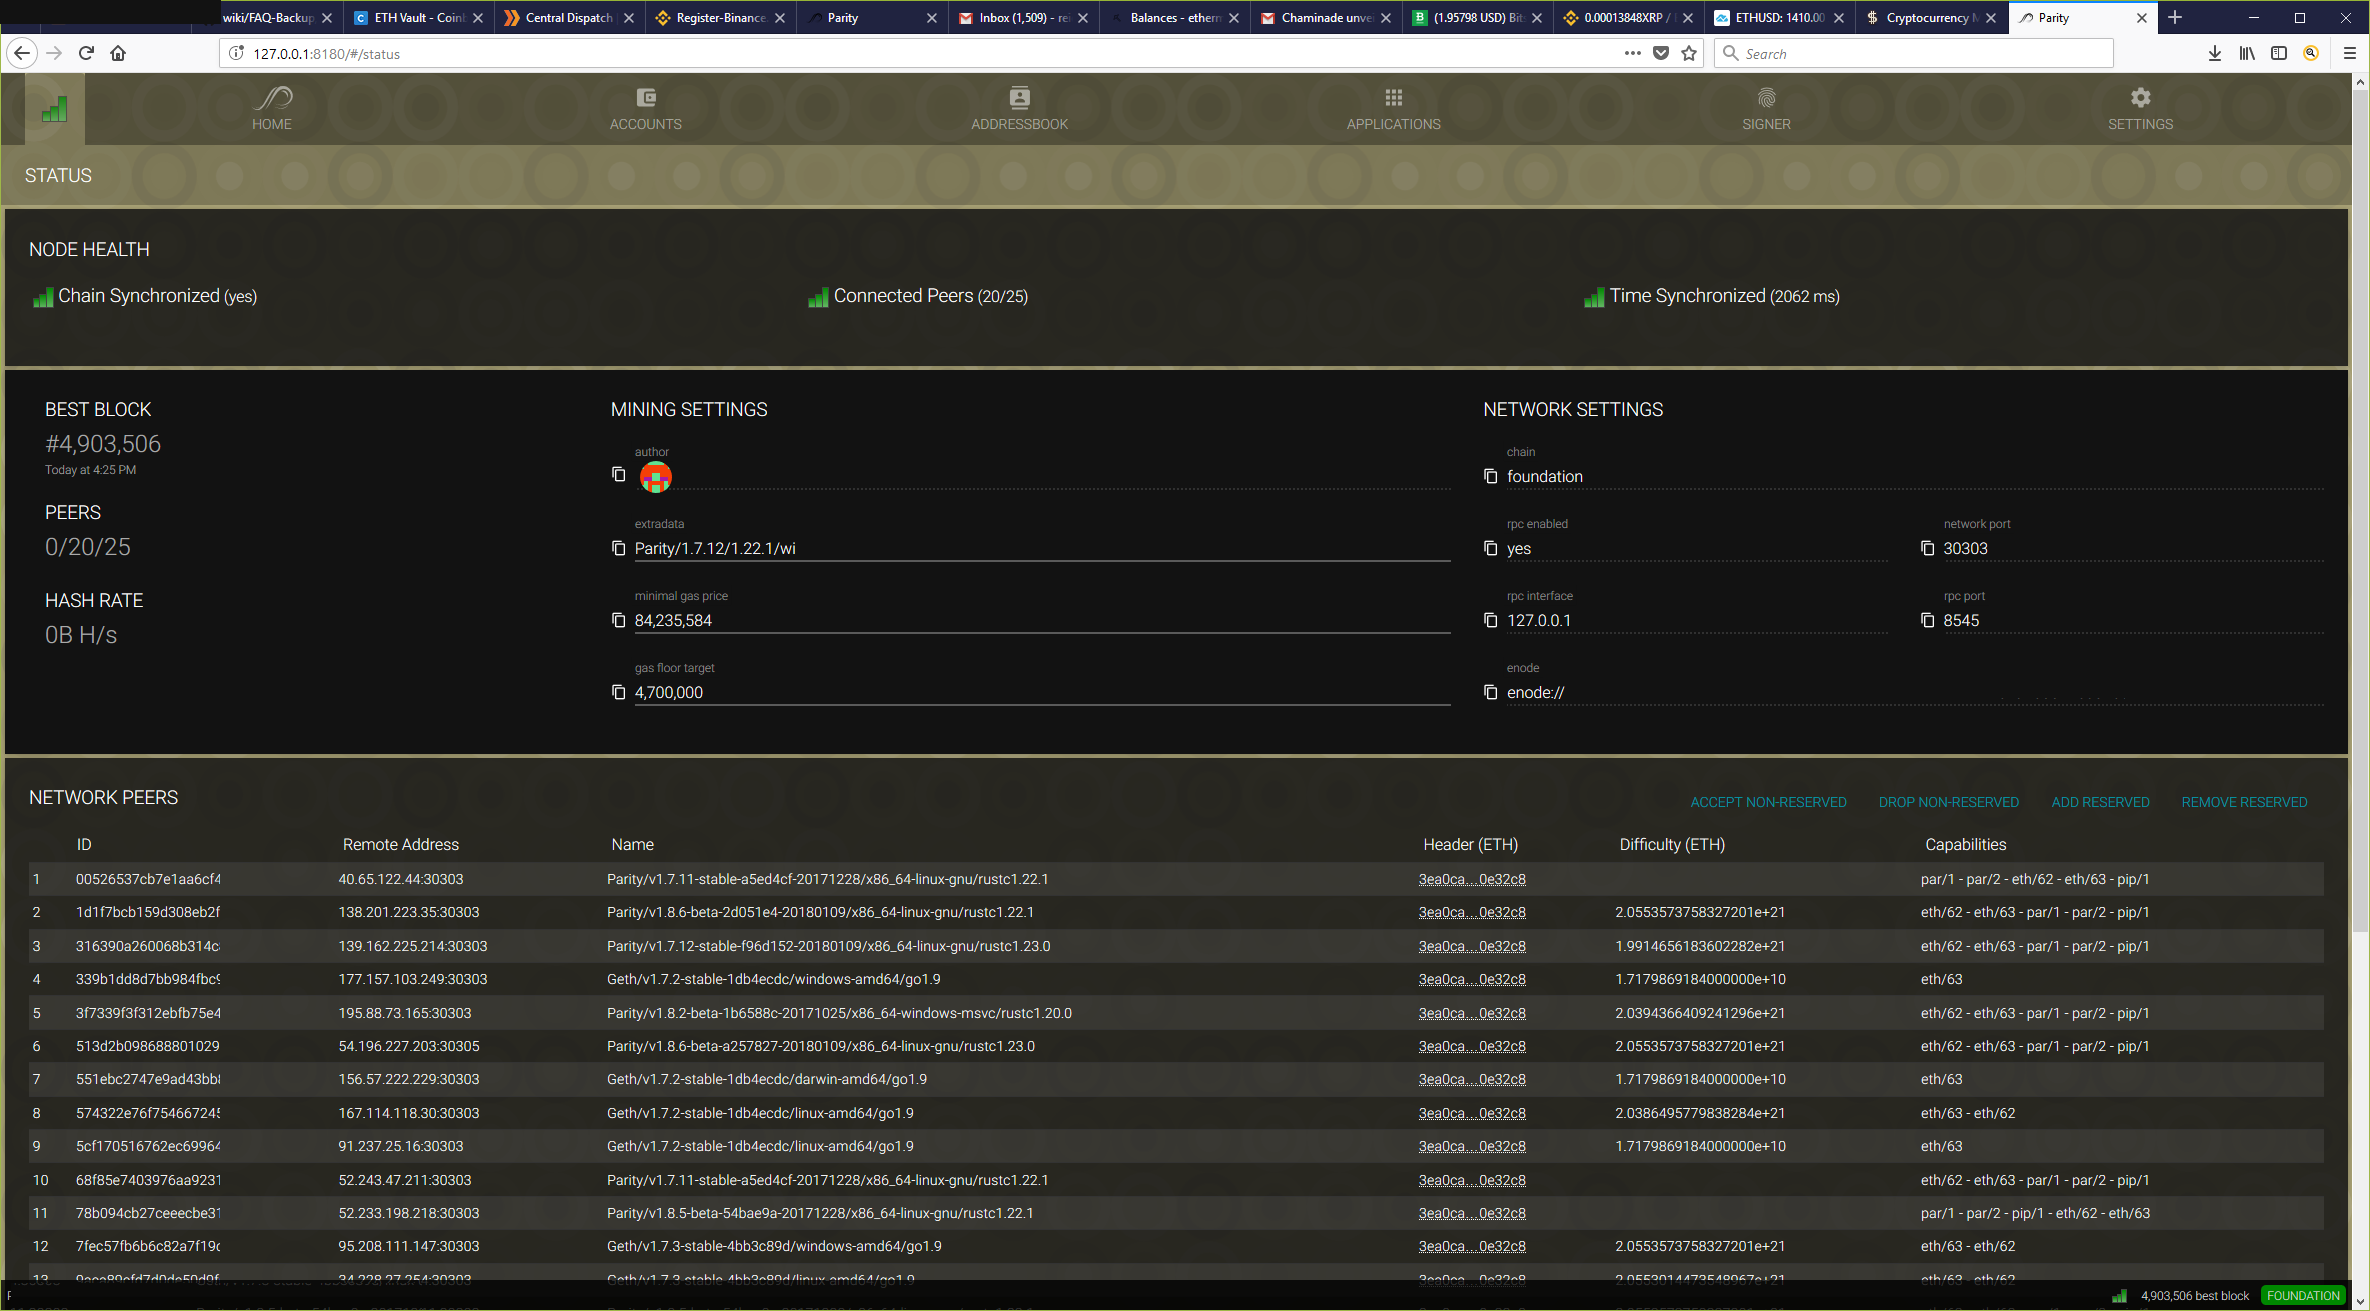 wiki/FAQ-Backup ETH Vault - Coin Central Dispatch Register-Binance. Parity Inbox (1,509) - rei Balances - ethern Chaminade unvei (1.95798 USD) Bit 0.00013848XRP / ETHUSD: 1410.00 Cryptocurrency M Parity
127.0.0.1:8180/#/status Search
HOME ACCOUNTS ADDRESSBOOK APPLICATIONS SIGNER SETTINGS
STATUS
NODE HEALTH
Chain Synchronized (yes) Connected Peers (20/25) Time Synchronized (2062 ms)
BEST BLOCK
#4,903,506
Today at 4:25 PM
PEERS
0/20/25
HASH RATE
0B H/s
MINING SETTINGS
author
extradata
Parity/1.7.12/1.22.1/wi
minimal gas price
84,235,584
gas floor target
4,700,000
NETWORK SETTINGS
chain
foundation
rpc enabled network port
yes 30303
rpc interface rpc port
127.0.0.1 8545
enode
enode://
NETWORK PEERS
ACCEPT NON-RESERVED DROP NON-RESERVED ADD RESERVED REMOVE RESERVED
ID Remote Address Name Header (ETH) Difficulty (ETH) Capabilities
1 00526537cb7e1aa6cf4 40.65.122.44:30303 Parity/v1.7.11-stable-a5ed4cf-20171228/x86_64-linux-gnu/rustc1.22.1 3ea0ca...0e32c8 par/1 - par/2 - eth/62 - eth/63 - pip/1
2 1d1f7bcb159d308eb2f 138.201.223.35:30303 Parity/v1.8.6-beta-2d051e4-20180109/x86_64-linux-gnu/rustc1.22.1 3ea0ca...0e32c8 2.0553573758327201e+21 eth/62 - eth/63 - par/1 - par/2 - pip/1
3 316390a260068b314c 139.162.225.214:30303 Parity/v1.7.12-stable-f96d152-20180109/x86_64-linux-gnu/rustc1.23.0 3ea0ca...0e32c8 1.9914656183602282e+21 eth/62 - eth/63 - par/1 - par/2 - pip/1
4 339b1dd8d7bb984fbc9 177.157.103.249:30303 Geth/v1.7.2-stable-1db4ecdc/windows-amd64/go1.9 3ea0ca...0e32c8 1.7179869184000000e+10 eth/63
5 3f7339f3f312ebfb75e4 195.88.73.165:30303 Parity/v1.8.2-beta-1b6588c-20171025/x86_64-windows-msvc/rustc1.20.0 3ea0ca...0e32c8 2.0394366409241296e+21 eth/62 - eth/63 - par/1 - par/2 - pip/1
6 513d2b098688801029 54.196.227.203:30305 Parity/v1.8.6-beta-a257827-20180109/x86_64-linux-gnu/rustc1.23.0 3ea0ca...0e32c8 2.0553573758327201e+21 eth/62 - eth/63 - par/1 - par/2 - pip/1
7 551ebc2747e9ad43bb 156.57.222.229:30303 Geth/v1.7.2-stable-1db4ecdc/darwin-amd64/go1.9 3ea0ca...0e32c8 1.7179869184000000e+10 eth/63
8 574322e76f754667245 167.114.118.30:30303 Geth/v1.7.2-stable-1db4ecdc/linux-amd64/go1.9 3ea0ca...0e32c8 2.0386495779838284e+21 eth/63 - eth/62
9 5cf170516762ec69964 91.237.25.16:30303 Geth/v1.7.2-stable-1db4ecdc/linux-amd64/go1.9 3ea0ca...0e32c8 1.7179869184000000e+10 eth/63
10 68f85e7403976aa9231 52.243.47.211:30303 Parity/v1.7.11-stable-a5ed4cf-20171228/x86_64-linux-gnu/rustc1.22.1 3ea0ca...0e32c8 eth/62 - eth/63 - par/1 - par/2 - pip/1
11 78b094cb27ceeecbe31 52.233.198.218:30303 Parity/v1.8.5-beta-54bae9a-20171228/x86_64-linux-gnu/rustc1.22.1 3ea0ca...0e32c8 par/1 - par/2 - pip/1 - eth/62 - eth/63
12 7fec57fb6b6c82a7f19c 95.208.111.147:30303 Geth/v1.7.3-stable-4bb3c89d/windows-amd64/go1.9 3ea0ca...0e32c8 2.0553573758327201e+21 eth/63 - eth/62
13 34.228.27.254:30303 Geth/v1.7.3-stable-4bb3c89d/linux-amd64/go1.9 3ea0ca...0e32c8 2.0553014473548967e+21 eth/63 - eth/62
4,903,506 best block FOUNDATION